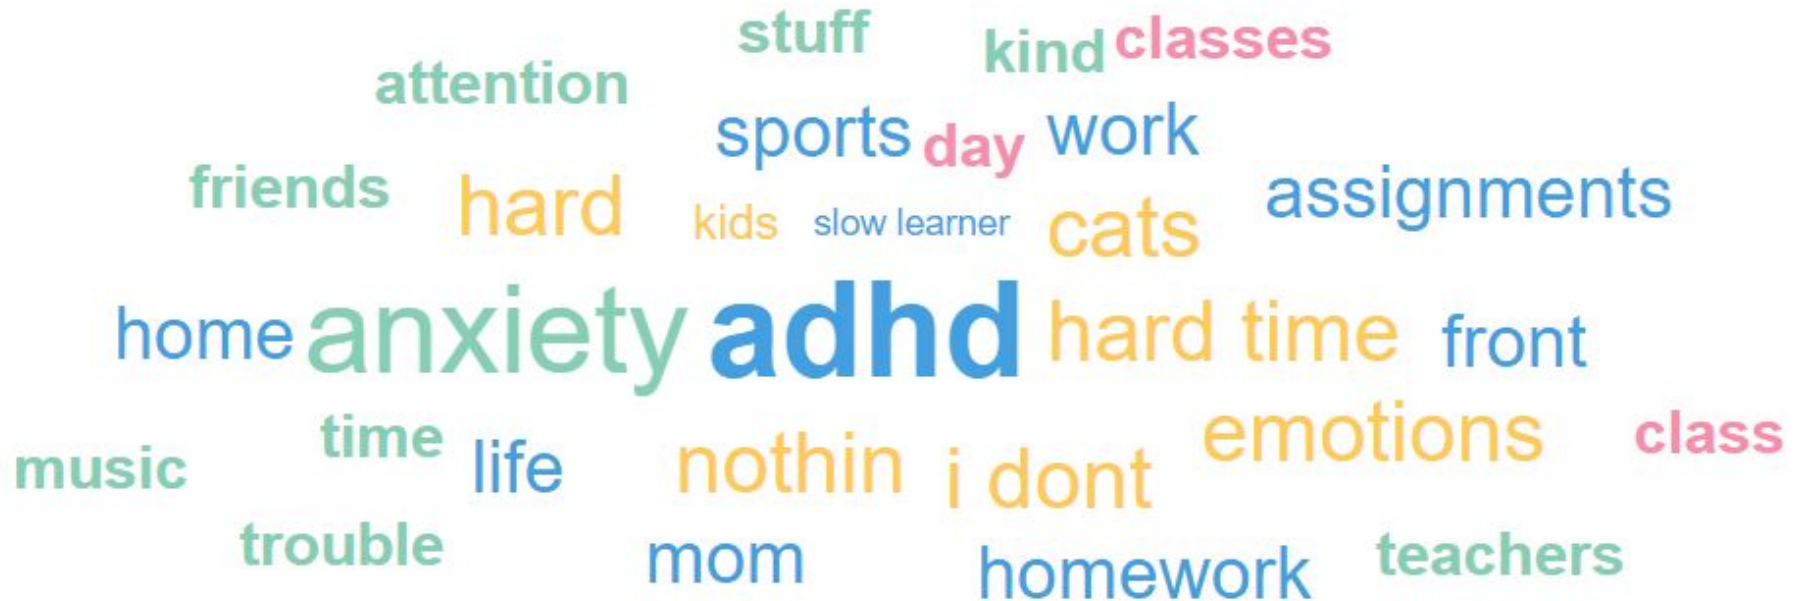 stuff
kind classes
attention
sports day work
friends hard kids slow learner cats assignments
home anxiety adhd hard time front
music time life nothin i dont emotions class
trouble mom homework teachers